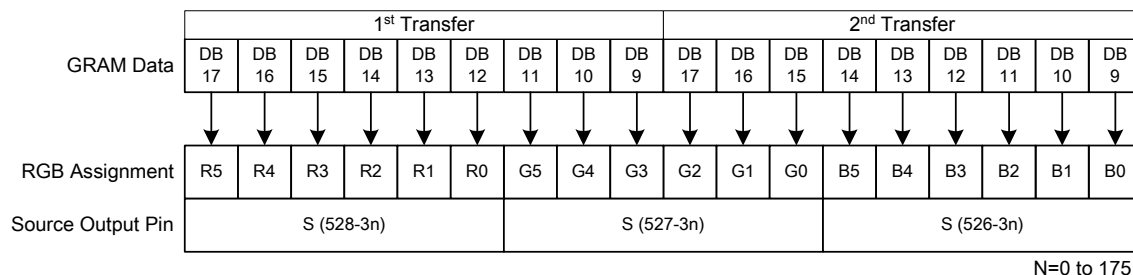 1st Transfer 2nd Transfer
GRAM Data DB 17 DB 16 DB 15 DB 14 DB 13 DB 12 DB 11 DB 10 DB 9 DB 17 DB 16 DB 15 DB 14 DB 13 DB 12 DB 11 DB 10 DB 9
RGB Assignment R5 R4 R3 R2 R1 R0 G5 G4 G3 G2 G1 G0 B5 B4 B3 B2 B1 B0
Source Output Pin S (528-3n) S (527-3n) S (526-3n)
N=0 to 175